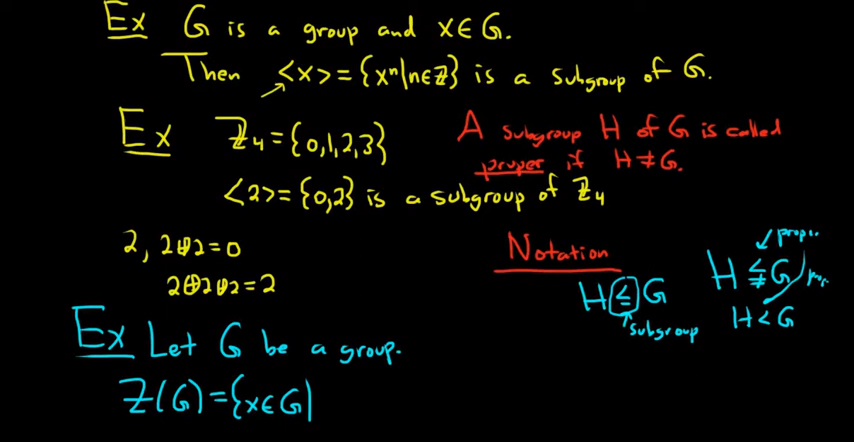 Ex G is a group and x∈G.
Then <x> = {xⁿ|n∈Z} is a subgroup of G.
Ex Z₄ = {0,1,2,3}
<2> = {0,2} is a subgroup of Z₄
2, 2⊕2=0
2⊕2⊕2=2
A subgroup H of G is called
proper if H≠G.
Notation
H ≤ G
subgroup
prope
H ≨ G
H < G
Ex Let G be a group.
Z(G) = {x∈G|